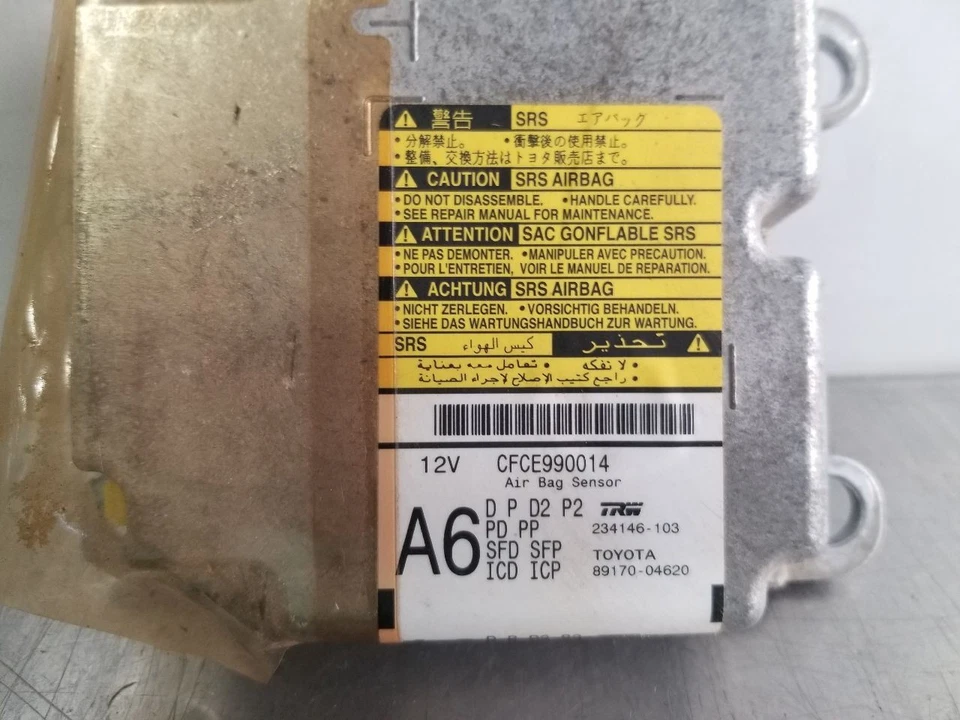 警告 SRS エアバッグ
・分解禁止。 ・衝撃後の使用禁止。
・整備、交換方法はトヨタ販売店まで。
CAUTION SRS AIRBAG
•DO NOT DISASSEMBLE. •HANDLE CAREFULLY.
•SEE REPAIR MANUAL FOR MAINTENANCE.
ATTENTION SAC GONFLABLE SRS
•NE PAS DEMONTER. •MANIPULER AVEC PRECAUTION.
•POUR L'ENTRETIEN, VOIR LE MANUEL DE REPARATION.
ACHTUNG SRS AIRBAG
•NICHT ZERLEGEN. •VORSICHTIG BEHANDELN.
•SIEHE DAS WARTUNGSHANDBUCH ZUR WARTUNG.
تحذير كيس الهواء SRS
• لا تفكه • تعامل معه بعناية
• راجع كتيب الاصلاح لاجراء الصيانة
12V CFCE990014
Air Bag Sensor
A6
D P D2 P2
PD PP
SFD SFP
ICD ICP
TRW
234146-103
TOYOTA
89170-04620